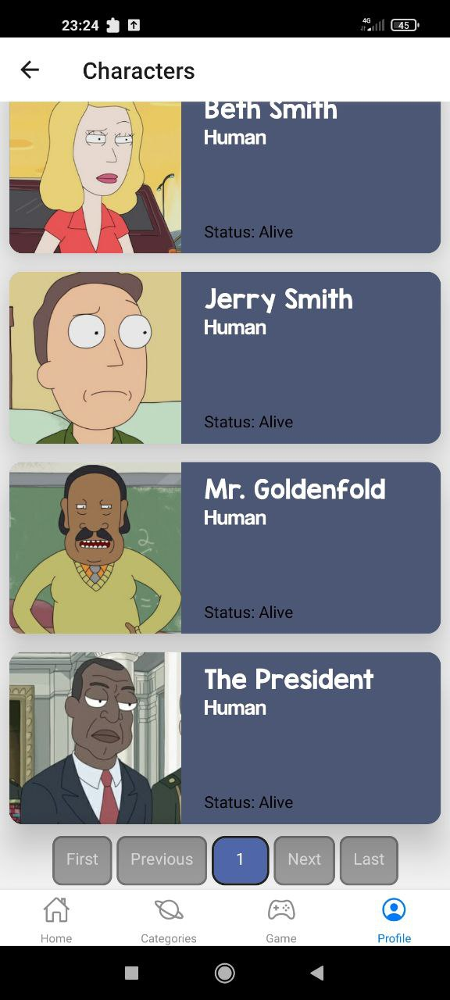 23:24
4G
45
Characters
Beth Smith
Human
Status: Alive
Jerry Smith
Human
Status: Alive
Mr. Goldenfold
Human
Status: Alive
2
The President
Human
Status: Alive
First Previous 1 Next Last
Home Categories Game Profile